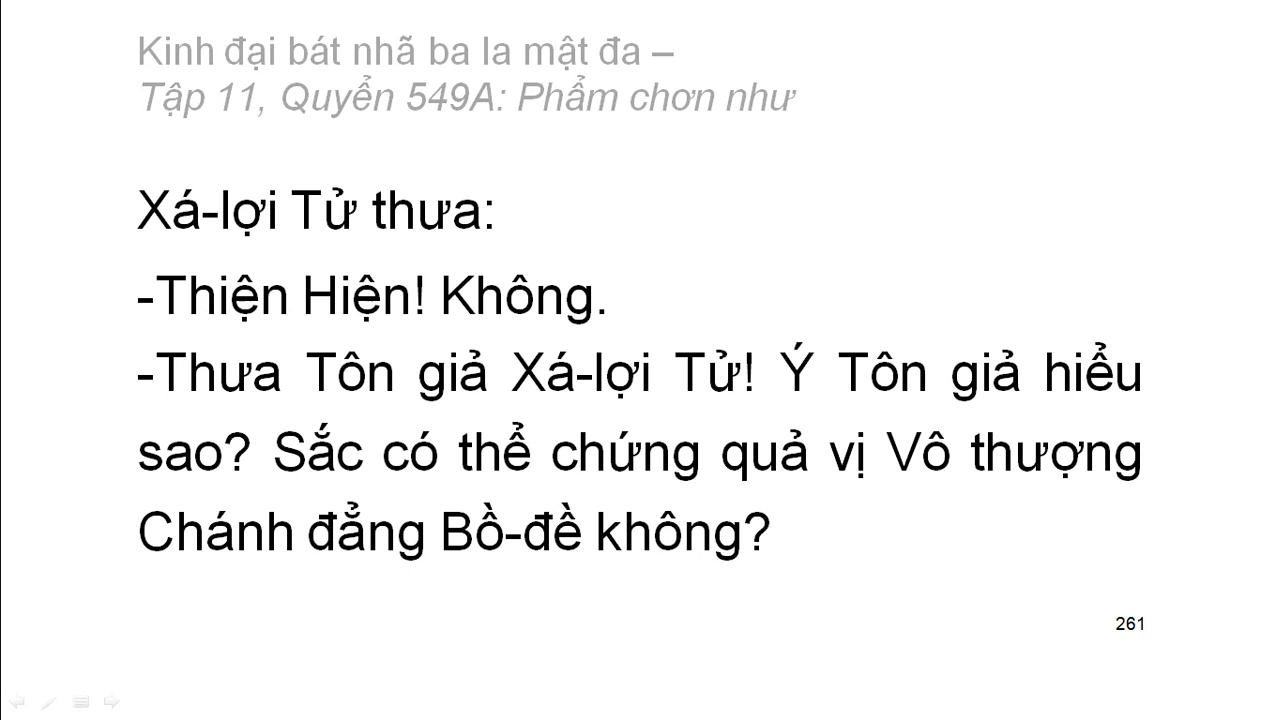 Kinh đại bát nhã ba la mật đa –
Tập 11, Quyển 549A: Phẩm chơn như
Xá-lợi Tử thưa:
-Thiện Hiện! Không.
-Thưa Tôn giả Xá-lợi Tử! Ý Tôn giả hiểu
sao? Sắc có thể chứng quả vị Vô thượng
Chánh đẳng Bồ-đề không?
261